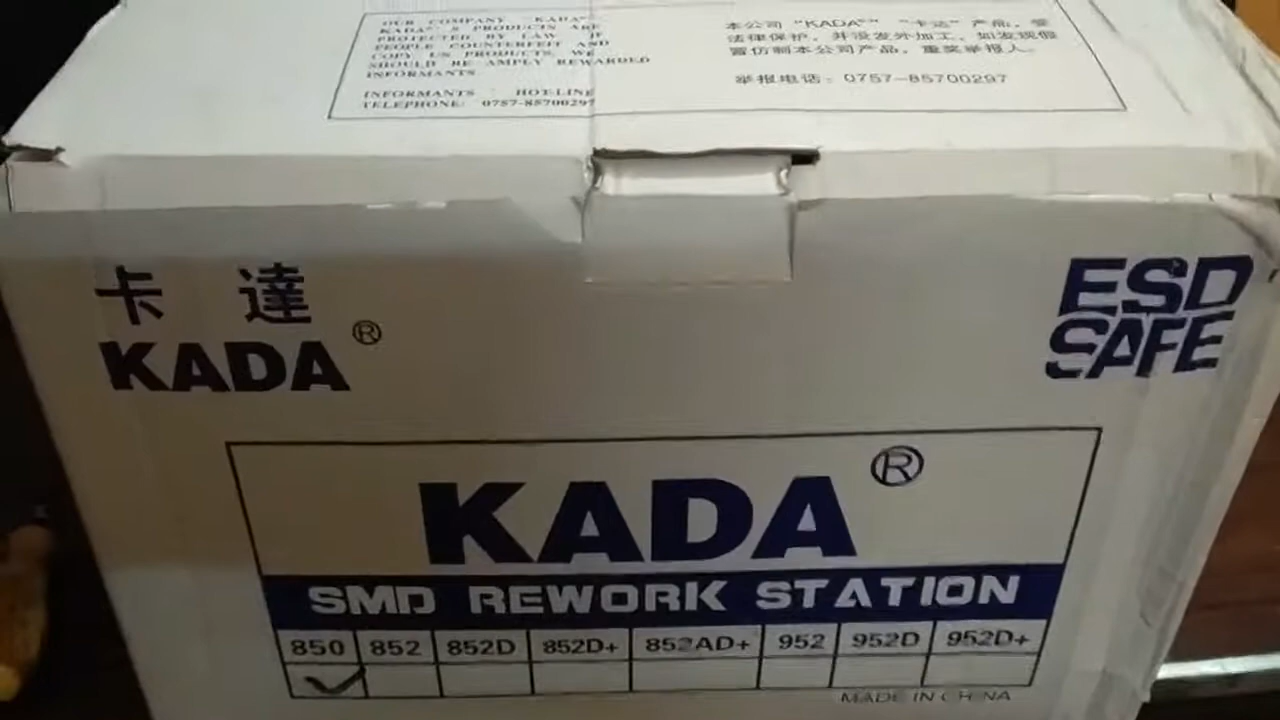 OUR COMPANY "KADA"
KADA" S PRODUCTS ARE
PROTECTED BY LAW IF
PEOPLE COUNTERFEIT AND
COPY US PRODUCTS, WE
SHOULD BE AMPLY REWARDED
INFORMANTS
INFORMANTS HOT-LINE
TELEPHONE: 0757-85700297
本公司 "KADA" "卡达" 产品, 受
法律保护, 并没发外加工, 如发现假
冒仿制本公司产品, 重奖举报人.
举报电话: 0757-85700297
卡 達
KADA ®
ESD
SAFE
KADA ®
SMD REWORK STATION
850 852 852D 852D+ 852AD+ 952 952D 952D+
MADE IN CHINA